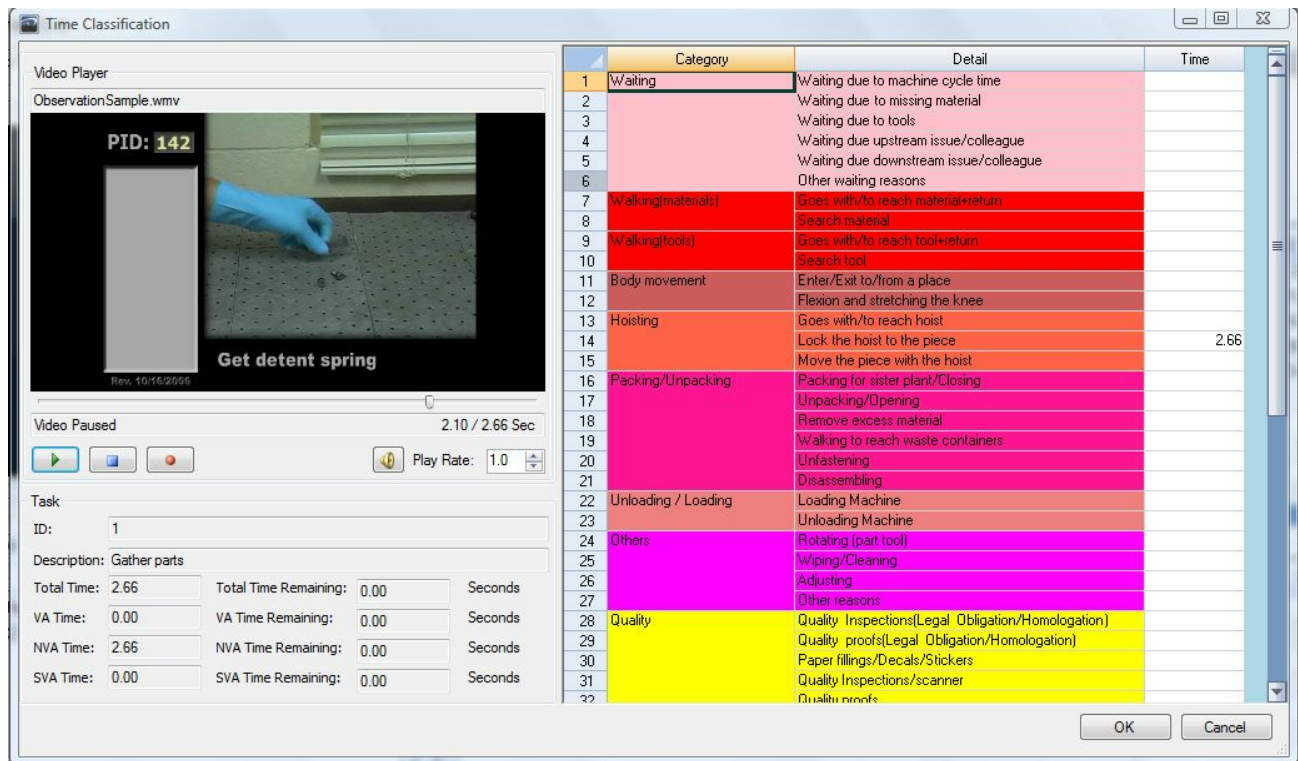 Time Classification
Video Player
ObservationSample.wmv
PID: 142
Get detent spring
Rev. 10/16/2006
Video Paused 2.10 / 2.66 Sec
Play Rate: 1.0
Task
ID: 1
Description: Gather parts
Total Time: 2.66 Total Time Remaining: 0.00 Seconds
VA Time: 0.00 VA Time Remaining: 0.00 Seconds
NVA Time: 2.66 NVA Time Remaining: 0.00 Seconds
SVA Time: 0.00 SVA Time Remaining: 0.00 Seconds
Category Detail Time
1 Waiting Waiting due to machine cycle time
2 Waiting due to missing material
3 Waiting due to tools
4 Waiting due upstream issue/colleague
5 Waiting due downstream issue/colleague
6 Other waiting reasons
7 Walking(materials) Goes with/to reach material+return
8 Search material
9 Walking(tools) Goes with/to reach tool+return
10 Search tool
11 Body movement Enter/Exit to/from a place
12 Flexion and stretching the knee
13 Hoisting Goes with/to reach hoist
14 Lock the hoist to the piece 2.66
15 Move the piece with the hoist
16 Packing/Unpacking Packing for sister plant/Closing
17 Unpacking/Opening
18 Remove excess material
19 Walking to reach waste containers
20 Unfastening
21 Disassembling
22 Unloading / Loading Loading Machine
23 Unloading Machine
24 Others Rotating (part tool)
25 Wiping/Cleaning
26 Adjusting
27 Other reasons
28 Quality Quality Inspections(Legal Obligation/Homologation)
29 Quality proofs(Legal Obligation/Homologation)
30 Paper fillings/Decals/Stickers
31 Quality Inspections/scanner
32 Quality proofs
OK Cancel